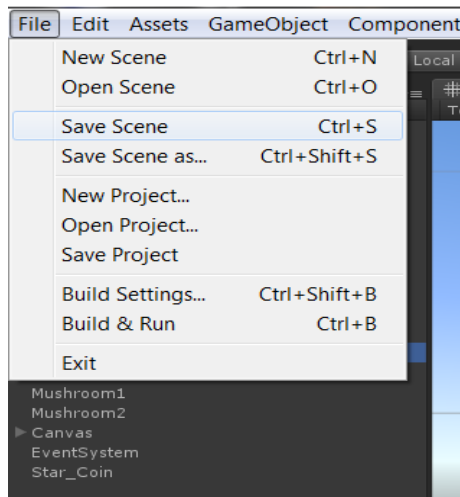 File Edit Assets GameObject Component
Local
New Scene Ctrl+N
Open Scene Ctrl+O
Save Scene Ctrl+S
Save Scene as... Ctrl+Shift+S
New Project...
Open Project...
Save Project
Build Settings... Ctrl+Shift+B
Build & Run Ctrl+B
Exit
Mushroom1
Mushroom2
Canvas
EventSystem
Star_Coin